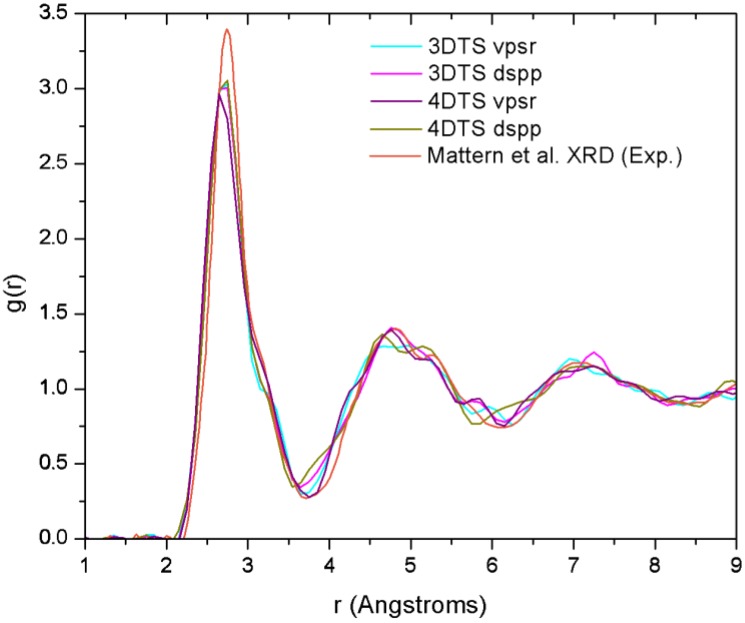 3.5
3.0
2.5
2.0
1.5
1.0
0.5
0.0
g(r)
3DTS vpsr
3DTS dspp
4DTS vpsr
4DTS dspp
Mattern et al. XRD (Exp.)
1 2 3 4 5 6 7 8 9
r (Angstroms)